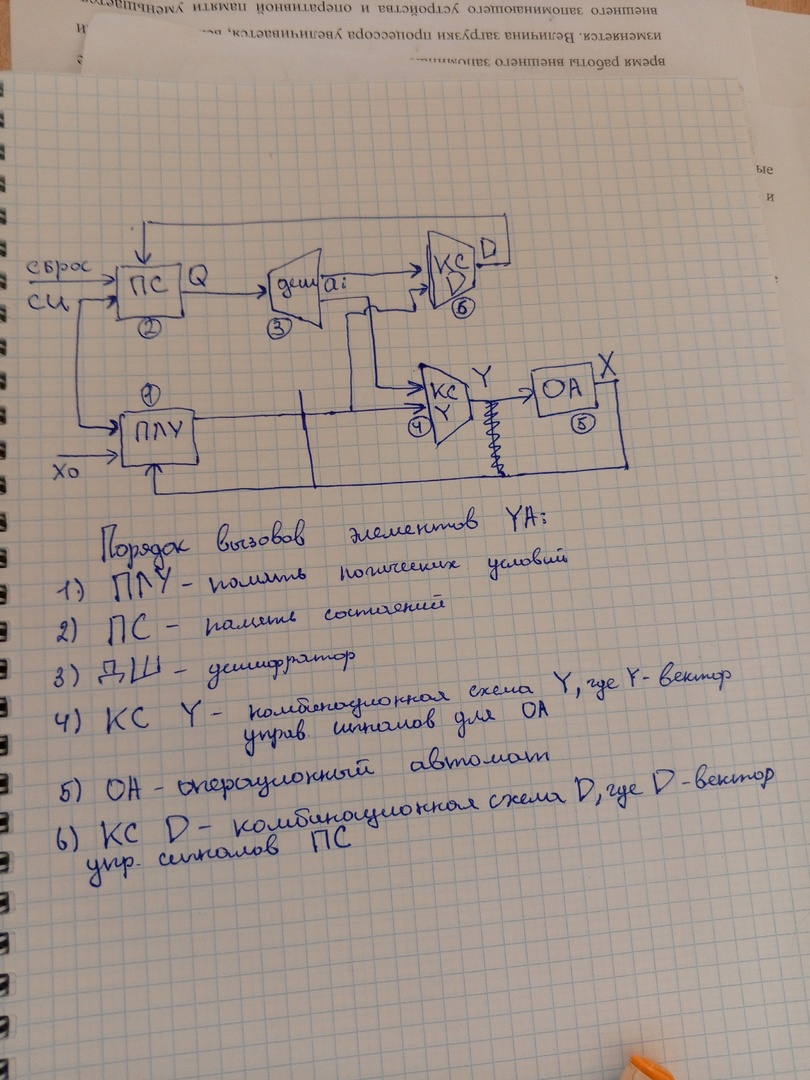 внешнего запоминающего устройства и оперативной памяти уменьшается
изменяется. Величина загрузки процессора увеличивается,
время работы внешнего
ые
и
сброс
СИ
ПС
Q
2
дш
ai
3
КС
D
D
6
1
ПЛУ
X0
КС
Y
Y
4
ОА
X
5
Порядок вызовов элементов УА:
1) ПЛУ - память логических условий
2) ПС - память состояний
3) ДШ - дешифратор
4) КС Y - комбинационная схема Y, где Y - вектор
управ. сигналов для ОА
5) ОА - операционный автомат
6) КС D - комбинационная схема D, где D - вектор
упр. сигналов ПС